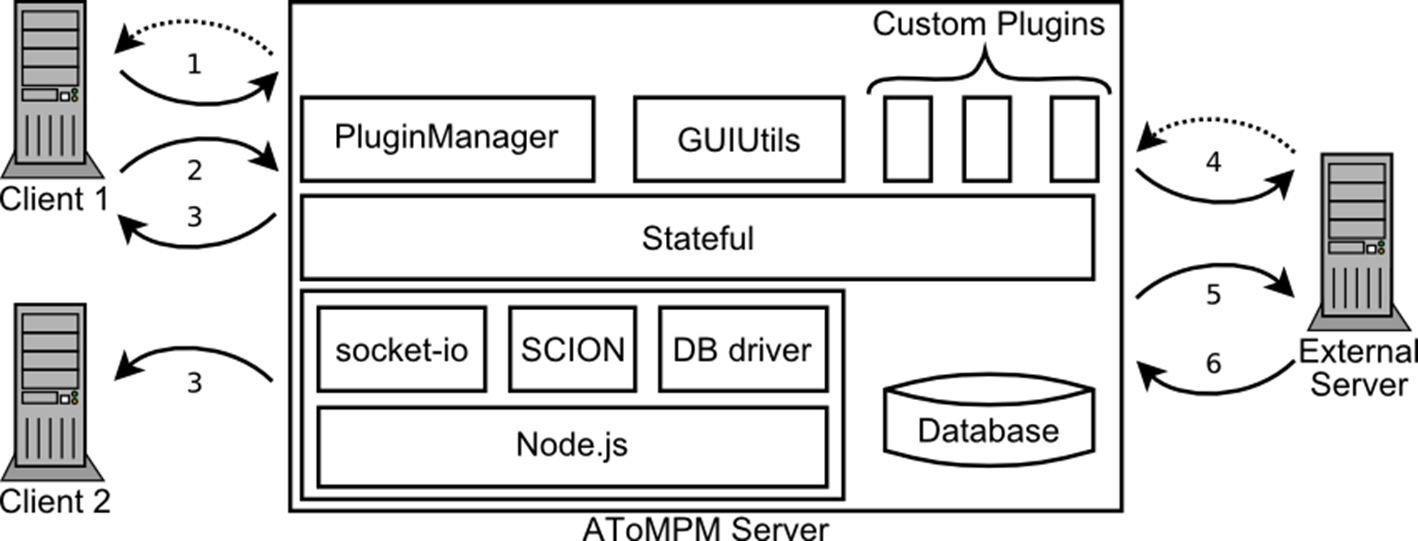 Custom Plugins
1
PluginManager
GUIUtils
4
2
Client 1
3
Stateful
5
socket-io
SCION
DB driver
External
Server
6
3
Database
Node.js
Client 2
AToMPM Server